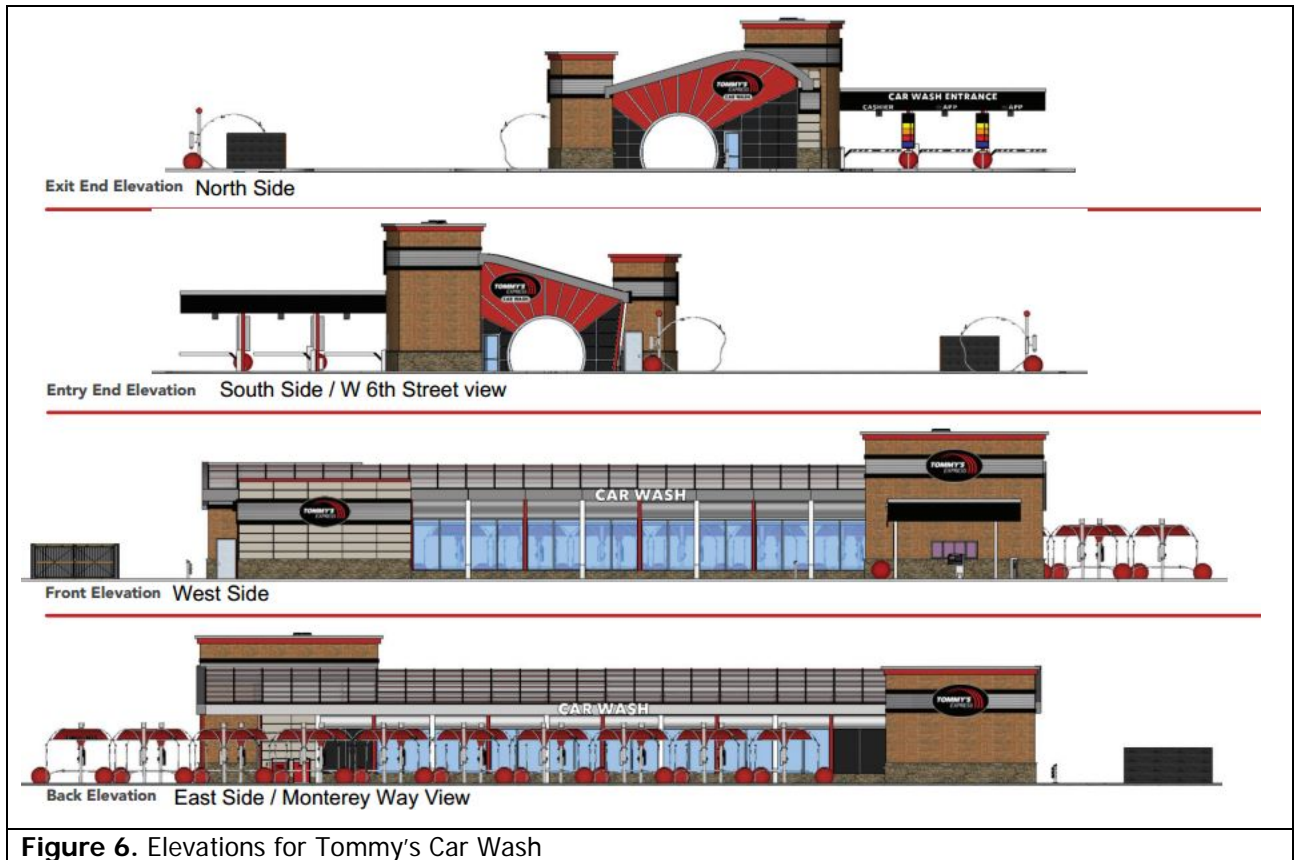 TOMMY'S
EXPRESS
CAR WASH
CAR WASH ENTRANCE
CASHIER APP APP
Exit End Elevation North Side
TOMMY'S
EXPRESS
CAR WASH
Entry End Elevation South Side / W 6th Street view
TOMMY'S
EXPRESS
CAR WASH
TOMMY'S
EXPRESS
Front Elevation West Side
CAR WASH
TOMMY'S
EXPRESS
Back Elevation East Side / Monterey Way View
Figure 6. Elevations for Tommy's Car Wash